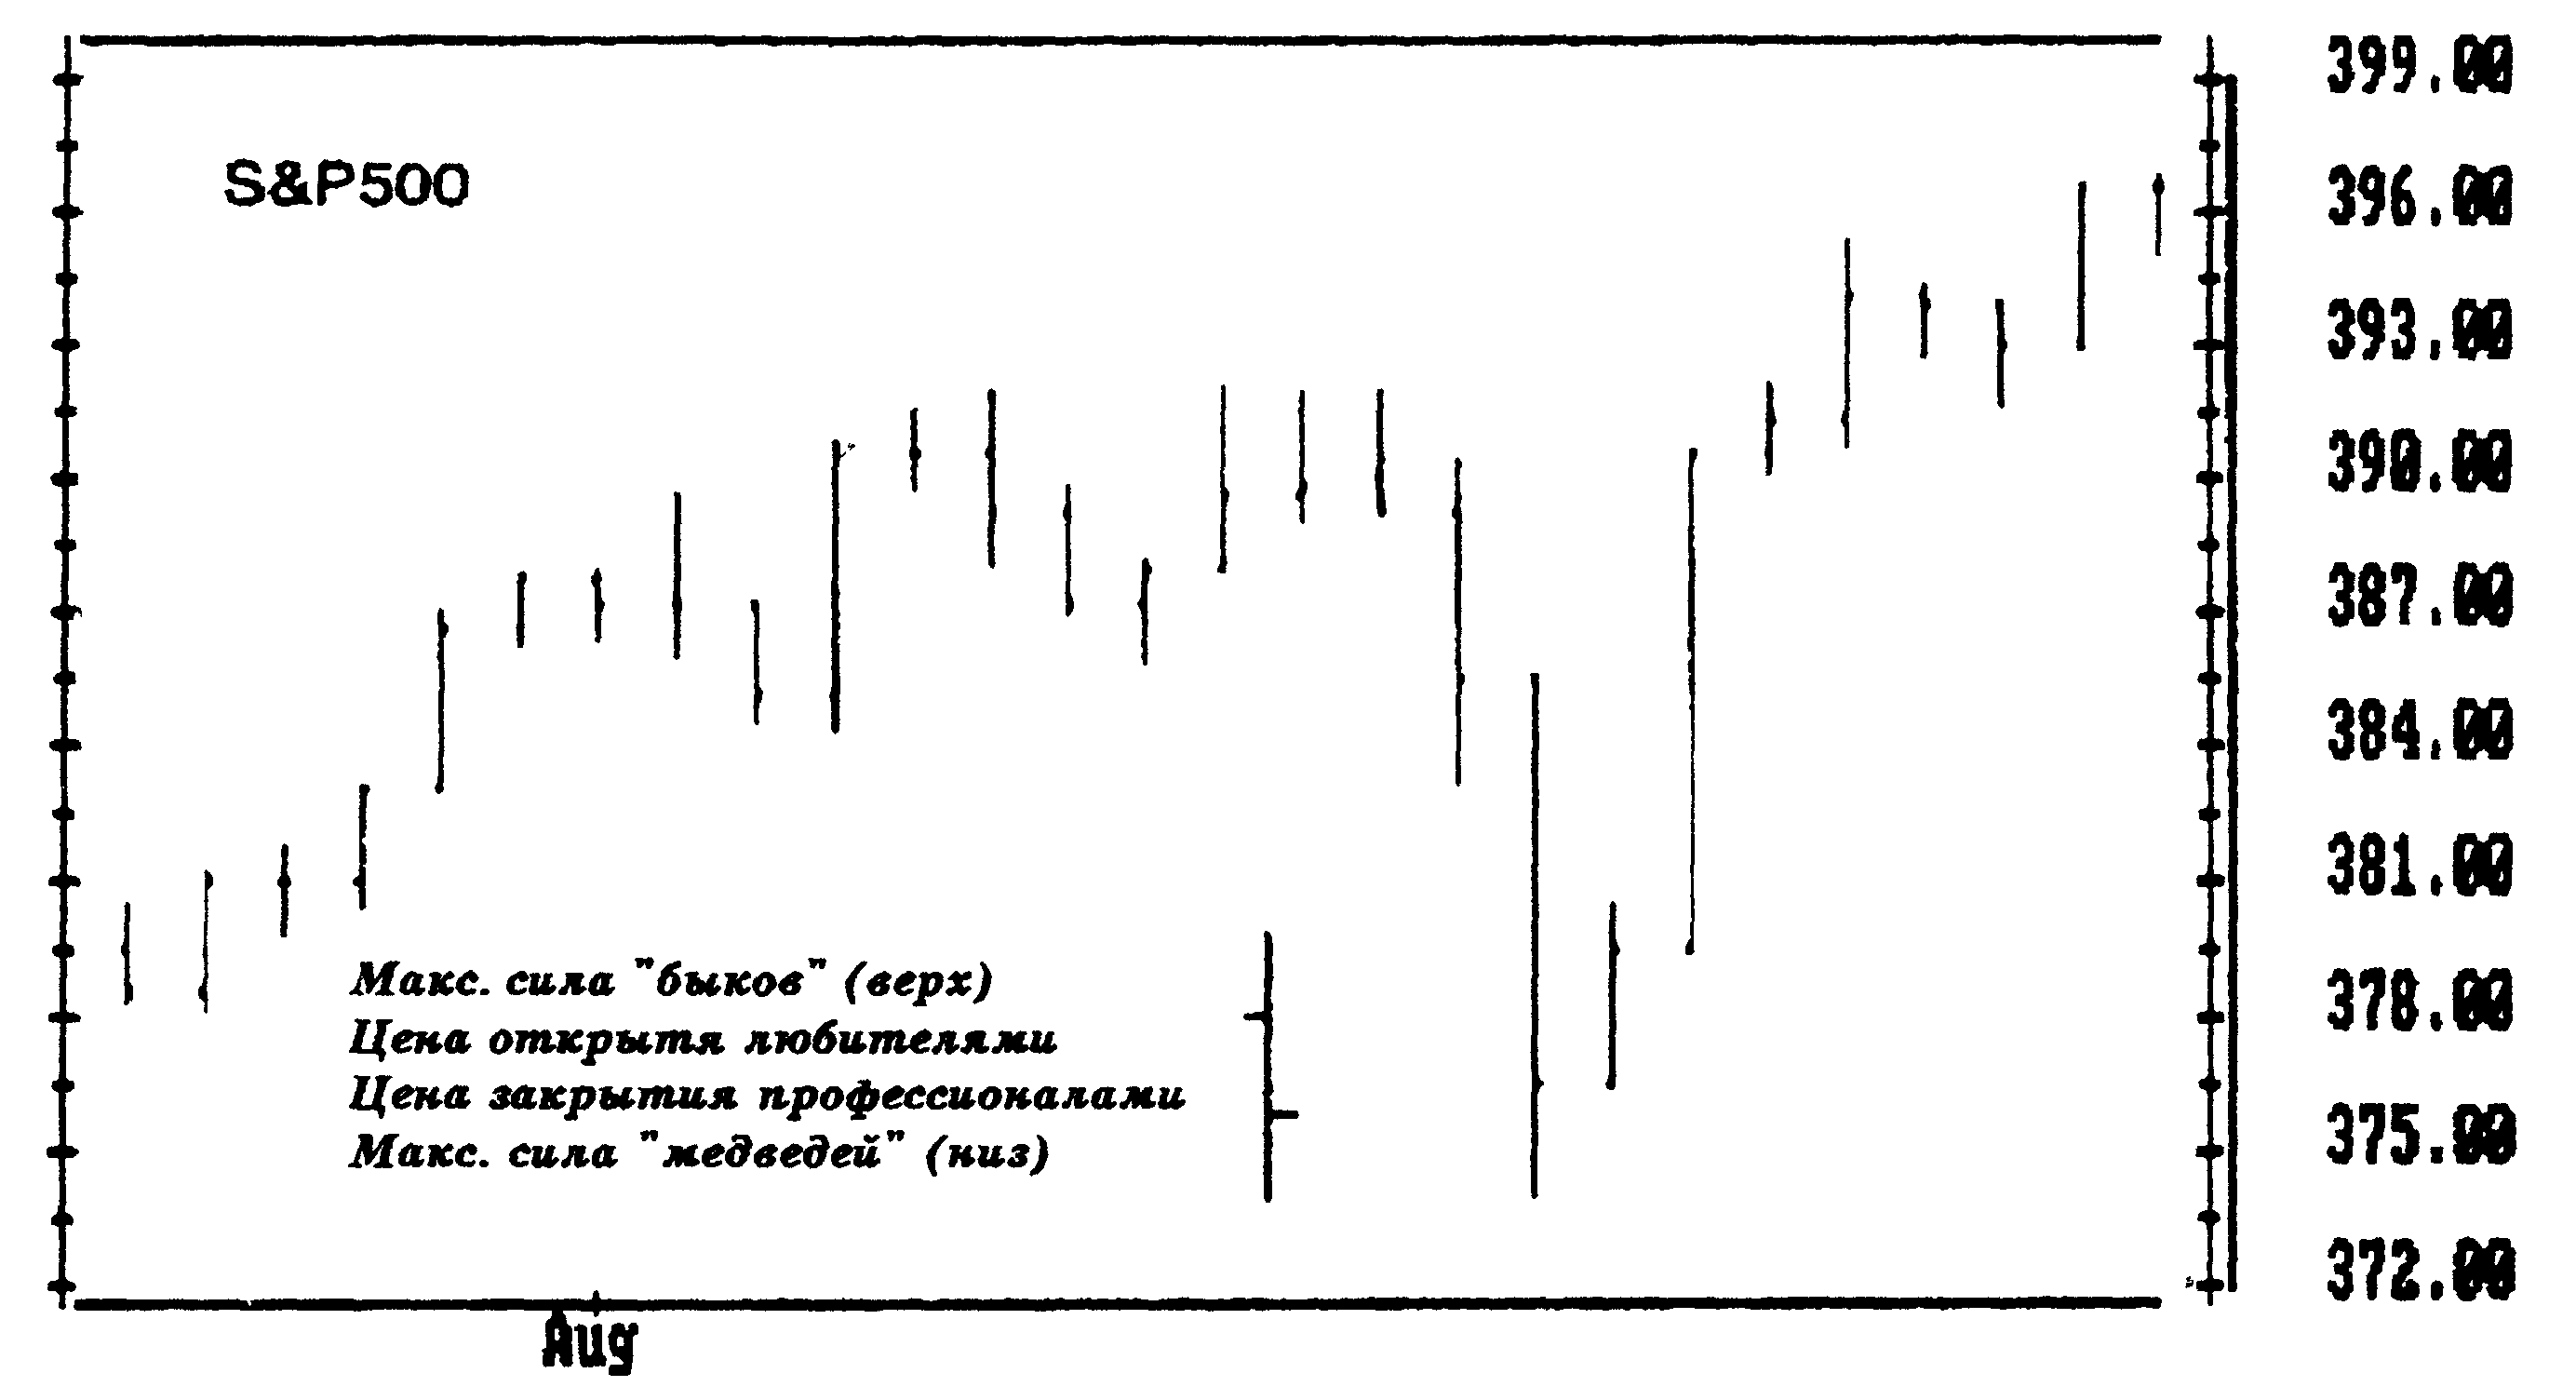 399.00
S&P500
396.00
393.00
390.00
387.00
384.00
381.00
Макс. сила "быков" (верх)
378.00
Цена открытя любителями
Цена закрытия профессионалами
375.00
Макс. сила "медведей" (низ)
372.00
Aug